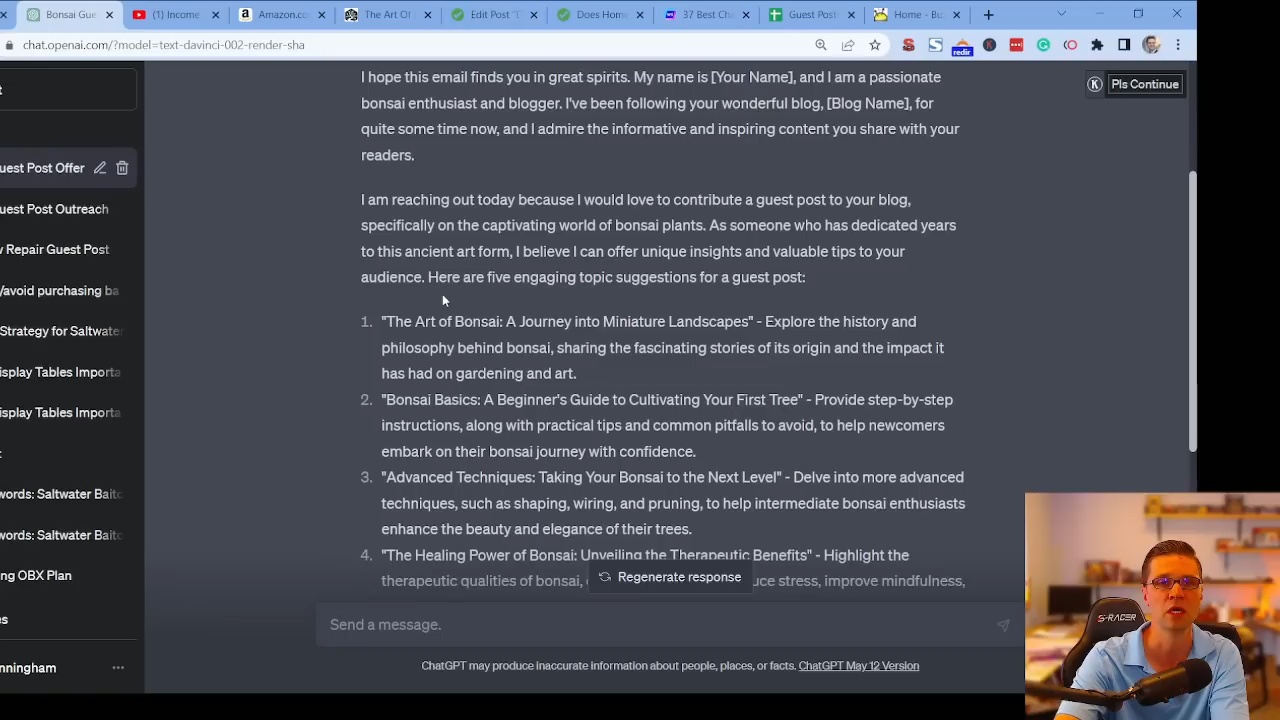 Bonsai Gu
(1) Income
Amazon.co
The Art Of
Edit Post "
Does Hom
37 Best Ch
Guest Post
Home - Bu
chat.openai.com/?model=text-davinci-002-render-sha
redir
t
I hope this email finds you in great spirits. My name is [Your Name], and I am a passionate
K Pls Continue
bonsai enthusiast and blogger. I've been following your wonderful blog, [Blog Name], for
quite some time now, and I admire the informative and inspiring content you share with your
readers.
uest Post Offer
I am reaching out today because I would love to contribute a guest post to your blog,
uest Post Outreach
specifically on the captivating world of bonsai plants. As someone who has dedicated years
w Repair Guest Post
to this ancient art form, I believe I can offer unique insights and valuable tips to your
audience. Here are five engaging topic suggestions for a guest post:
/avoid purchasing ba
Strategy for Saltwater
1. "The Art of Bonsai: A Journey into Miniature Landscapes" - Explore the history and
philosophy behind bonsai, sharing the fascinating stories of its origin and the impact it
isplay Tables Importa
has had on gardening and art.
2. "Bonsai Basics: A Beginner's Guide to Cultivating Your First Tree" - Provide step-by-step
isplay Tables Importa
instructions, along with practical tips and common pitfalls to avoid, to help newcomers
embark on their bonsai journey with confidence.
3. "Advanced Techniques: Taking Your Bonsai to the Next Level" - Delve into more advanced
words: Saltwater Baitc
techniques, such as shaping, wiring, and pruning, to help intermediate bonsai enthusiasts
enhance the beauty and elegance of their trees.
words: Saltwater Baitc
4. "The Healing Power of Bonsai: Unveiling the Therapeutic Benefits" - Highlight the
therapeutic qualities of bonsai,
uce stress, improve mindfulness,
ng OBX Plan
Regenerate response
es
Send a message.
nningham
ChatGPT may produce inaccurate information about people, places, or facts. ChatGPT May 12 Version
S-RACER